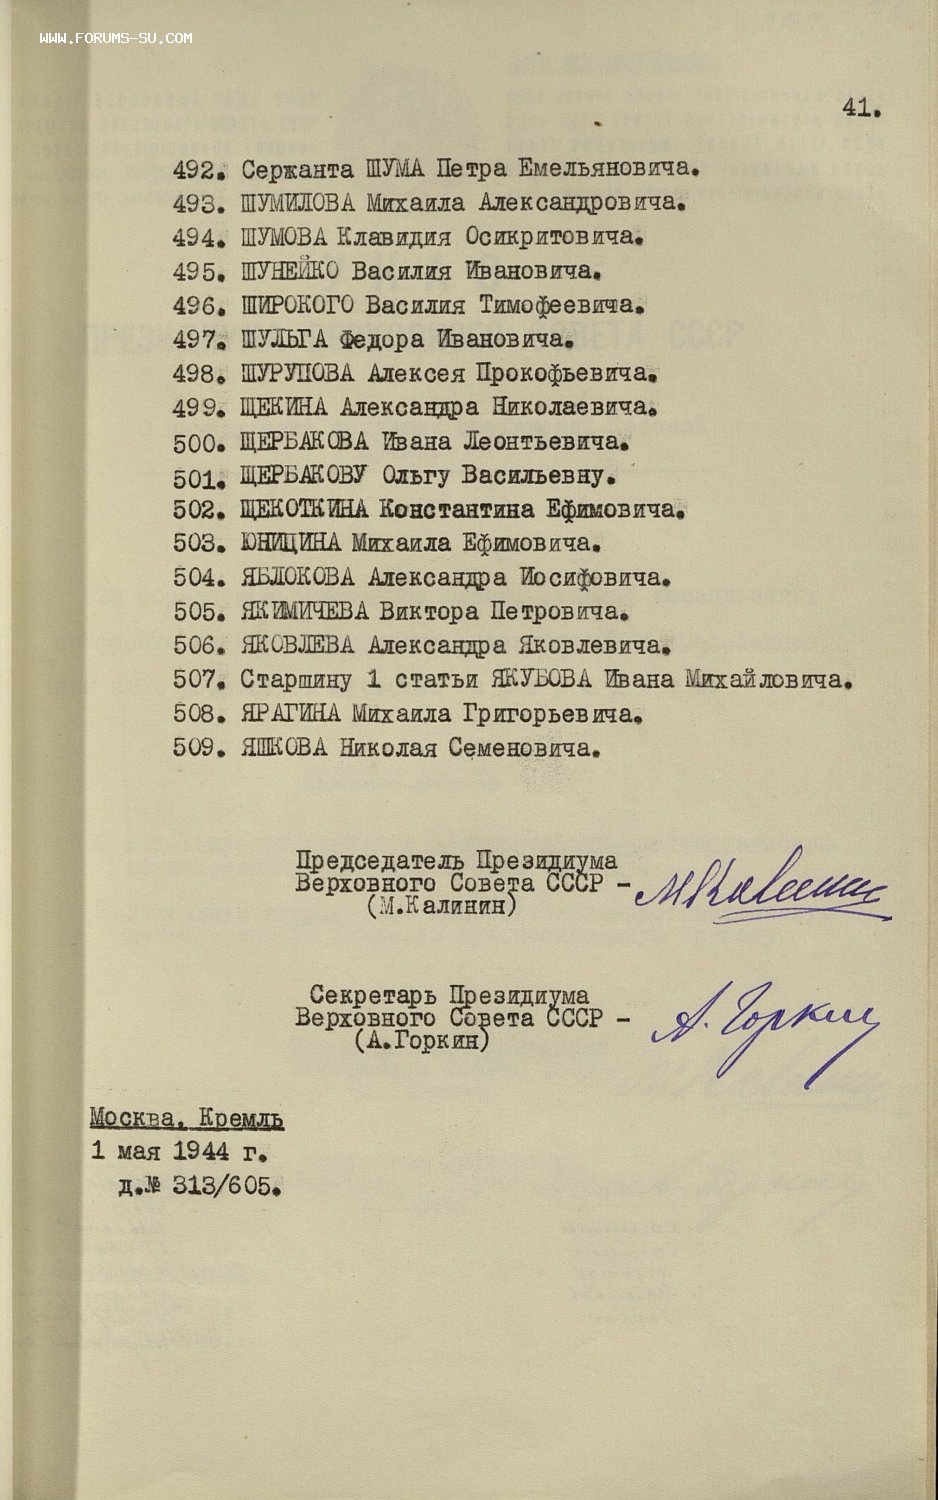 WWW.FORUMS-SU.COM
41.
492. Сержанта ШУМА Петра Емельяновича.
493. ШУМИЛОВА Михаила Александровича.
494. ШУМОВА Клавидия Осикритовича.
495. ШУНЕЙКО Василия Ивановича.
496. ШИРОКОГО Василия Тимофеевича.
497. ШУЛЬГА Федора Ивановича.
498. ШУРУПОВА Алексея Прокофьевича.
499. ЩЕКИНА Александра Николаевича.
500. ЩЕРБАКОВА Ивана Леонтьевича.
501. ЩЕРБАКОВУ Ольгу Васильевну.
502. ЩЕКОТКИНА Константина Ефимовича.
503. ЮНИЦИНА Михаила Ефимовича.
504. ЯБЛОКОВА Александра Иосифовича.
505. ЯКИМИЧЕВА Виктора Петровича.
506. ЯКОВЛЕВА Александра Яковлевича.
507. Старшину 1 статьи ЯКУБОВА Ивана Михайловича.
508. ЯРАГИНА Михаила Григорьевича.
509. ЯШКОВА Николая Семеновича.
Председатель Президиума
Верховного Совета СССР – МКалинин
(М.Калинин)
Секретарь Президиума
Верховного Совета СССР – А. Горкин
(А.Горкин)
Москва, Кремль
1 мая 1944 г.
д.№ 313/605.